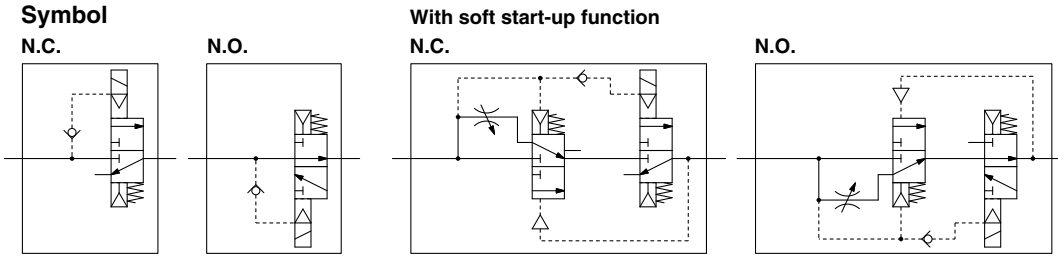 Symbol
With soft start-up function
N.C.
N.O.
N.C.
N.O.